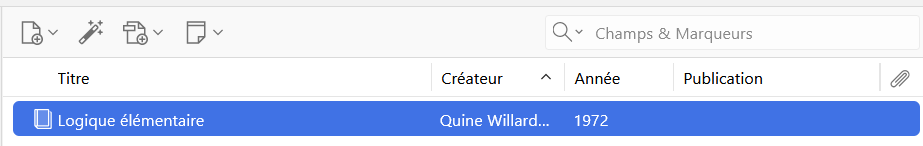 Champs & Marqueurs
Titre Créateur Année Publication
Logique élémentaire Quine Willard... 1972